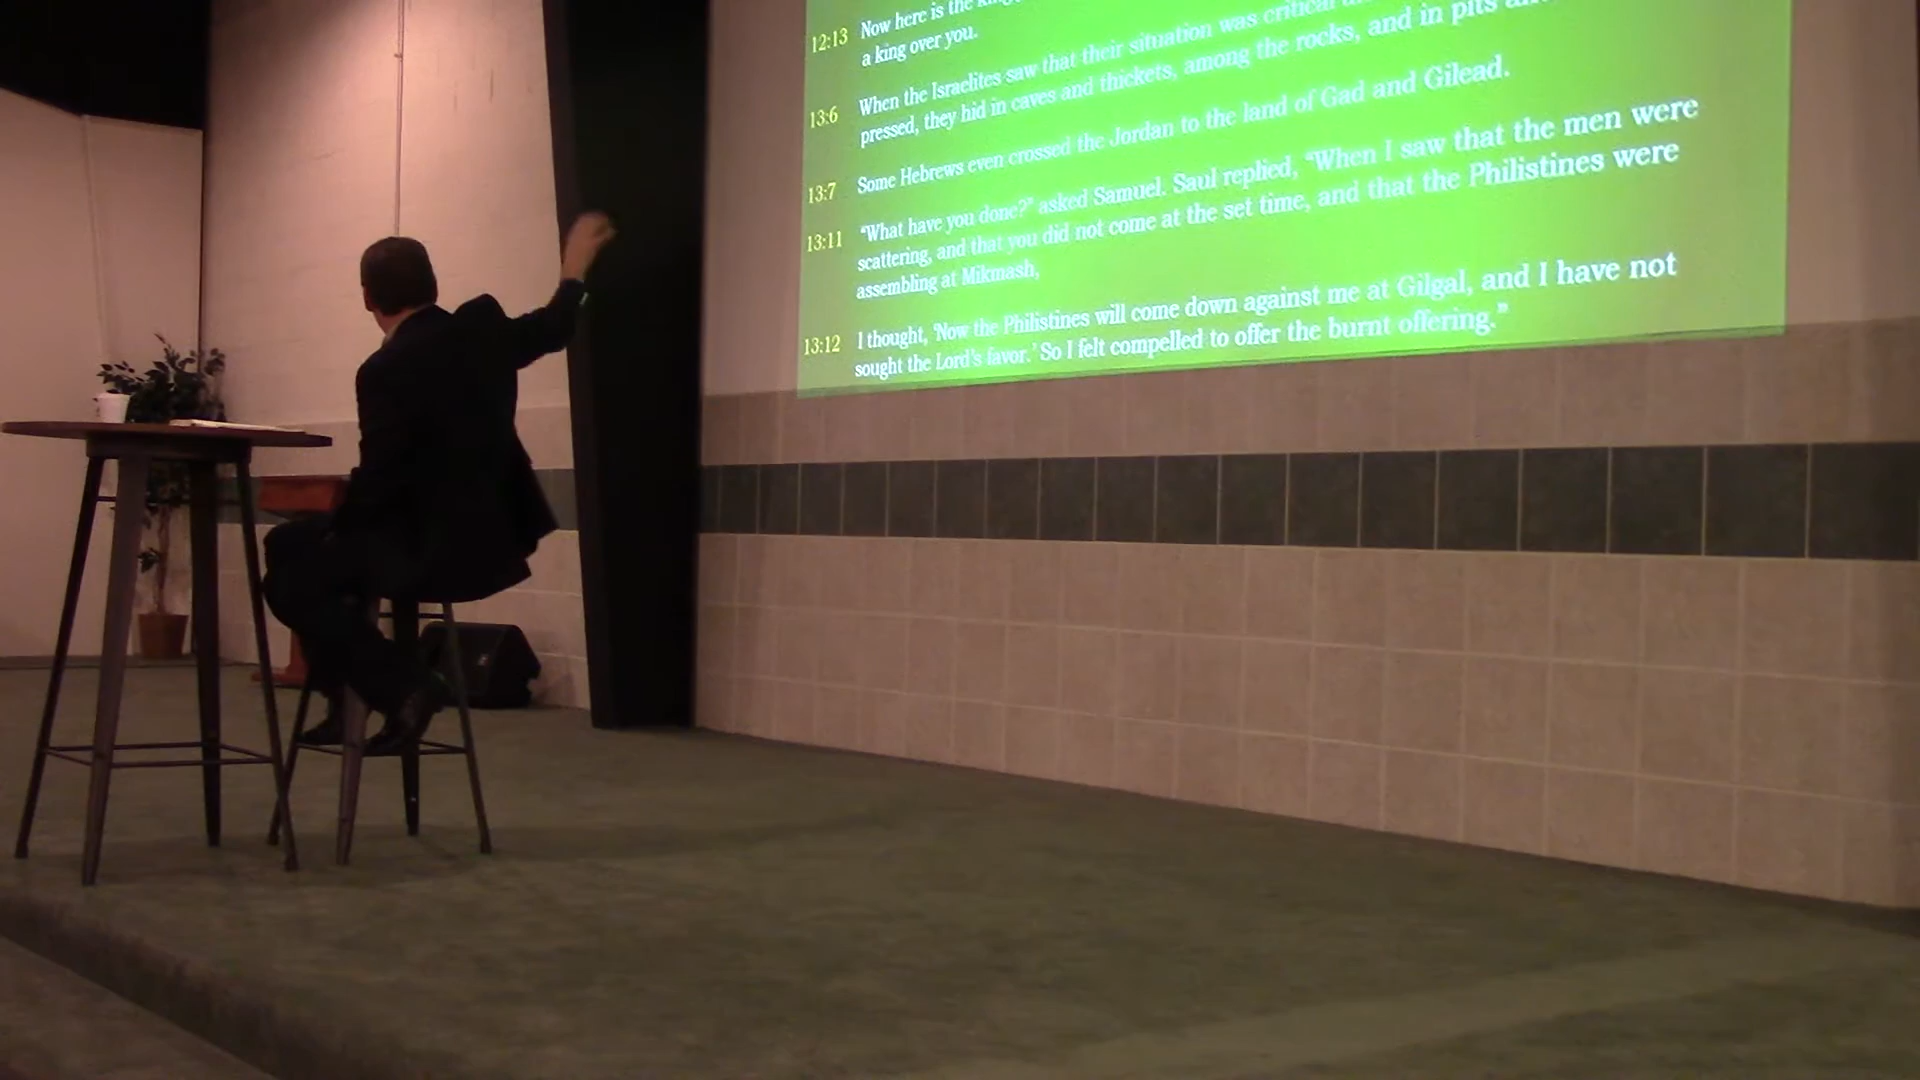 12:13 Now here is the
a king over you.
13:6 When the Israelites saw that their situation was critical
pressed, they hid in caves and thickets, among the rocks, and in pits
13:7 Some Hebrews even crossed the Jordan to the land of Gad and Gilead.
13:11 “What have you done?” asked Samuel. Saul replied, “When I saw that the men were
scattering, and that you did not come at the set time, and that the Philistines were
assembling at Mikmash,
13:12 I thought, ‘Now the Philistines will come down against me at Gilgal, and I have not
sought the Lord’s favor.’ So I felt compelled to offer the burnt offering.”